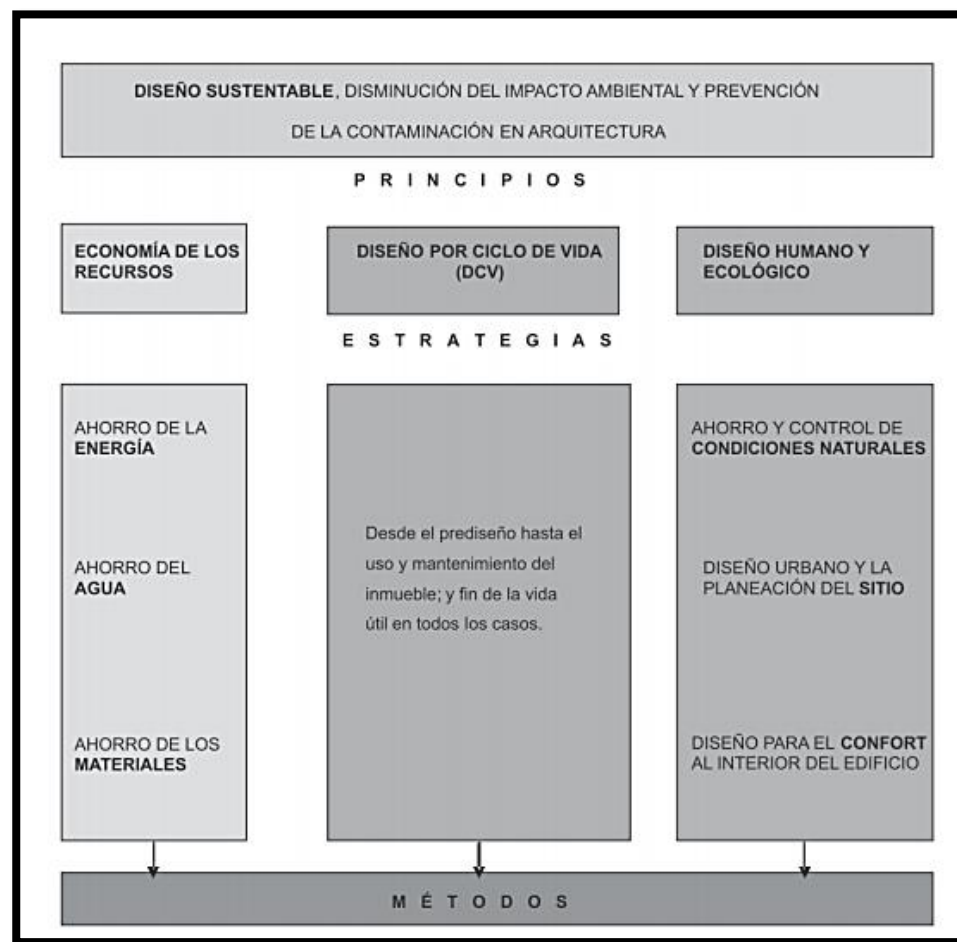 DISEÑO SUSTENTABLE, DISMINUCIÓN DEL IMPACTO AMBIENTAL Y PREVENCIÓN
DE LA CONTAMINACIÓN EN ARQUITECTURA
PRINCIPIOS
ECONOMÍA DE LOS
RECURSOS
DISEÑO POR CICLO DE VIDA
(DCV)
DISEÑO HUMANO Y
ECOLÓGICO
ESTRATEGIAS
AHORRO DE LA
ENERGÍA
AHORRO DEL
AGUA
AHORRO DE LOS
MATERIALES
Desde el prediseño hasta el
uso y mantenimiento del
inmueble; y fin de la vida
útil en todos los casos.
AHORRO Y CONTROL DE
CONDICIONES NATURALES
DISEÑO URBANO Y LA
PLANEACIÓN DEL SITIO
DISEÑO PARA EL CONFORT
AL INTERIOR DEL EDIFICIO
MÉTODOS